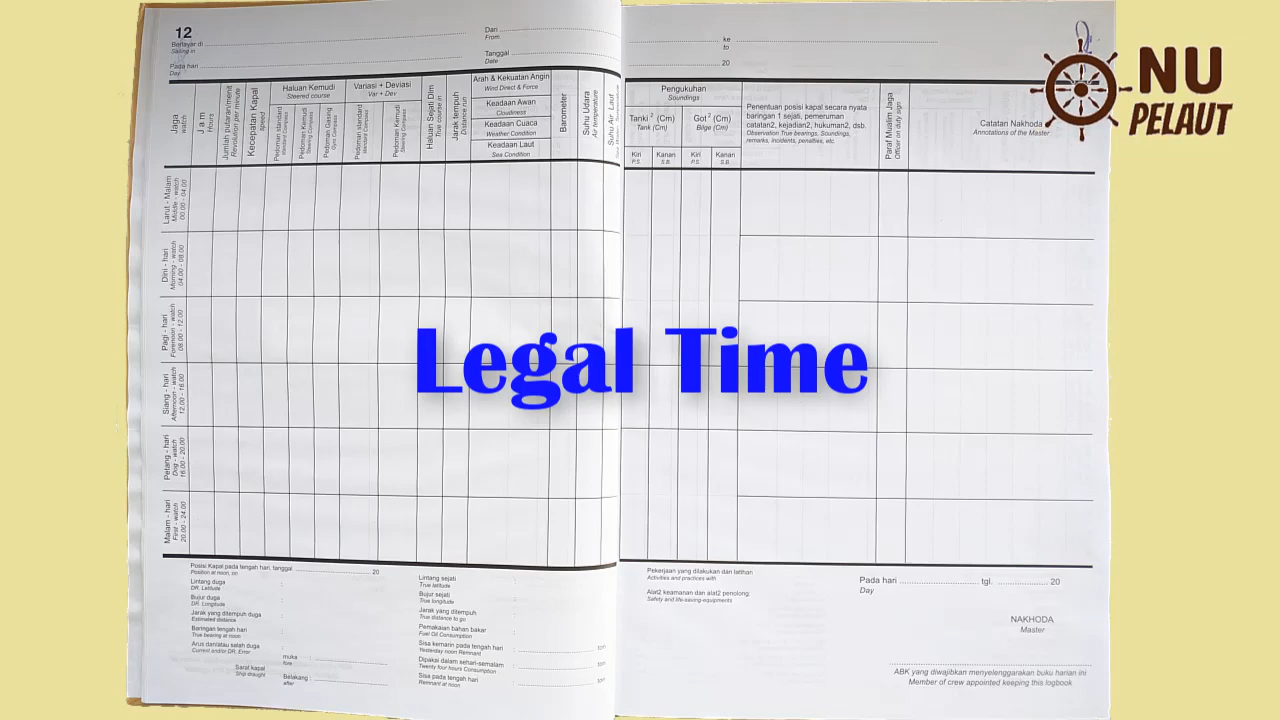 12
Berlayar di
Sailing in
Pada hari
Day
Dari
From
Tanggal
Date
ke
to
20
NU
PELAUT
Jaga
watch
Jam
Hours
Jumlah putaran/menit
Revolution per minute
Kecepatan Kapal
speed
Haluan Kemudi
Steered course
Pedoman standard
standard Compass
Pedoman Kemudi
Steering Compass
Pedoman Gasing
Gyro Compass
Variasi + Deviasi
Var + Dev
Pedoman standard
standard Compass
Pedoman Kemudi
Steering Compass
Haluan Sejati Dm
True course in
Jarak tempuh
Distance run
Arah & Kekuatan Angin
Wind Direct & Force
Keadaan Awan
Cloudiness
Keadaan Cuaca
Weather Condition
Keadaan Laut
Sea Condition
Barometer
Suhu Udara
Air temperature
Suhu Air Laut
Pengukuhan
Soundings
Tanki ² (Cm)
Tank (Cm)
Got ² (Cm)
Bilge (Cm)
Kiri
P.S.
Kanan
S.B.
Kiri
P.S.
Kanan
S.B.
Penentuan posisi kapal secara nyata
baringan 1 sejati, pemeruman
catatan2, kejadian2, hukuman2, dsb.
Observation True bearings, Soundings,
remarks, incidents, penalties, etc.
Paraf Mualim Jaga
Officer on duty sign
Catatan Nakhoda
Annotations of the Master
Larut - Malam
Middle - watch
00.00 - 04.00
Dini - hari
Morning - watch
04.00 - 08.00
Pagi - hari
Forenoon - watch
08.00 - 12.00
Siang - hari
Afternoon - watch
12.00 - 16.00
Petang - hari
Dog - watch
16.00 - 20.00
Malam - hari
First - watch
20.00 - 24.00
Legal Time
Posisi Kapal pada tengah hari, tanggal 20
Position at noon, on
Lintang duga :
DR. Latitude
Bujur duga :
DR. Longitude
Jarak yang ditempuh duga :
Estimated distance
Baringan tengah hari :
True bearing at noon
Arus dan/atau salah duga :
Current and/or DR. Error
Sarat kapal
Ship draught
muka :
fore
Belakang :
after
Lintang sejati :
True latitude
Bujur sejati :
True longitude
Jarak yang ditempuh :
True distance to go
Pemakaian bahan bakar :
Fuel Oil Consumption
Sisa kemarin pada tengah hari : ton
Yesterday noon Remnant
Dipakai dalam sehari-semalam : ton
Twenty four hours Consumption
Sisa pada tengah hari : ton
Remnant at noon
Pekerjaan yang dilakukan dan latihan
Activities and practices with
Alat2 keamanan dan alat2 penolong:
Safety and life-saving-equipments
Pada hari tgl. 20
Day
NAKHODA
Master
ABK yang diwajibkan menyelenggarakan buku harian ini
Member of crew appointed keeping this logbook